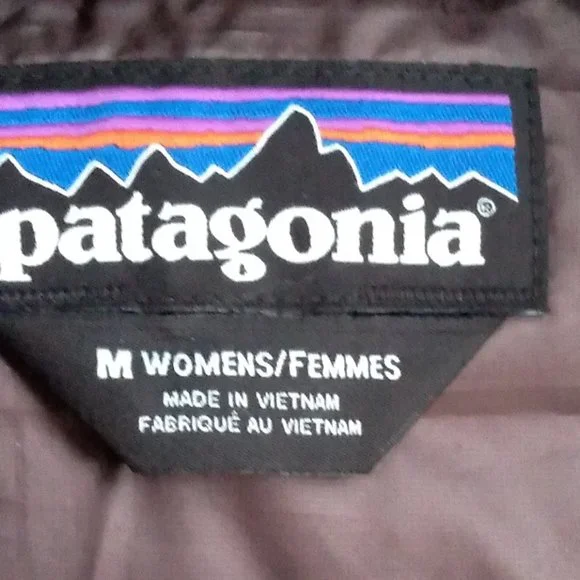 patagonia®
M WOMENS/FEMMES
MADE IN VIETNAM
FABRIQUÉ AU VIETNAM